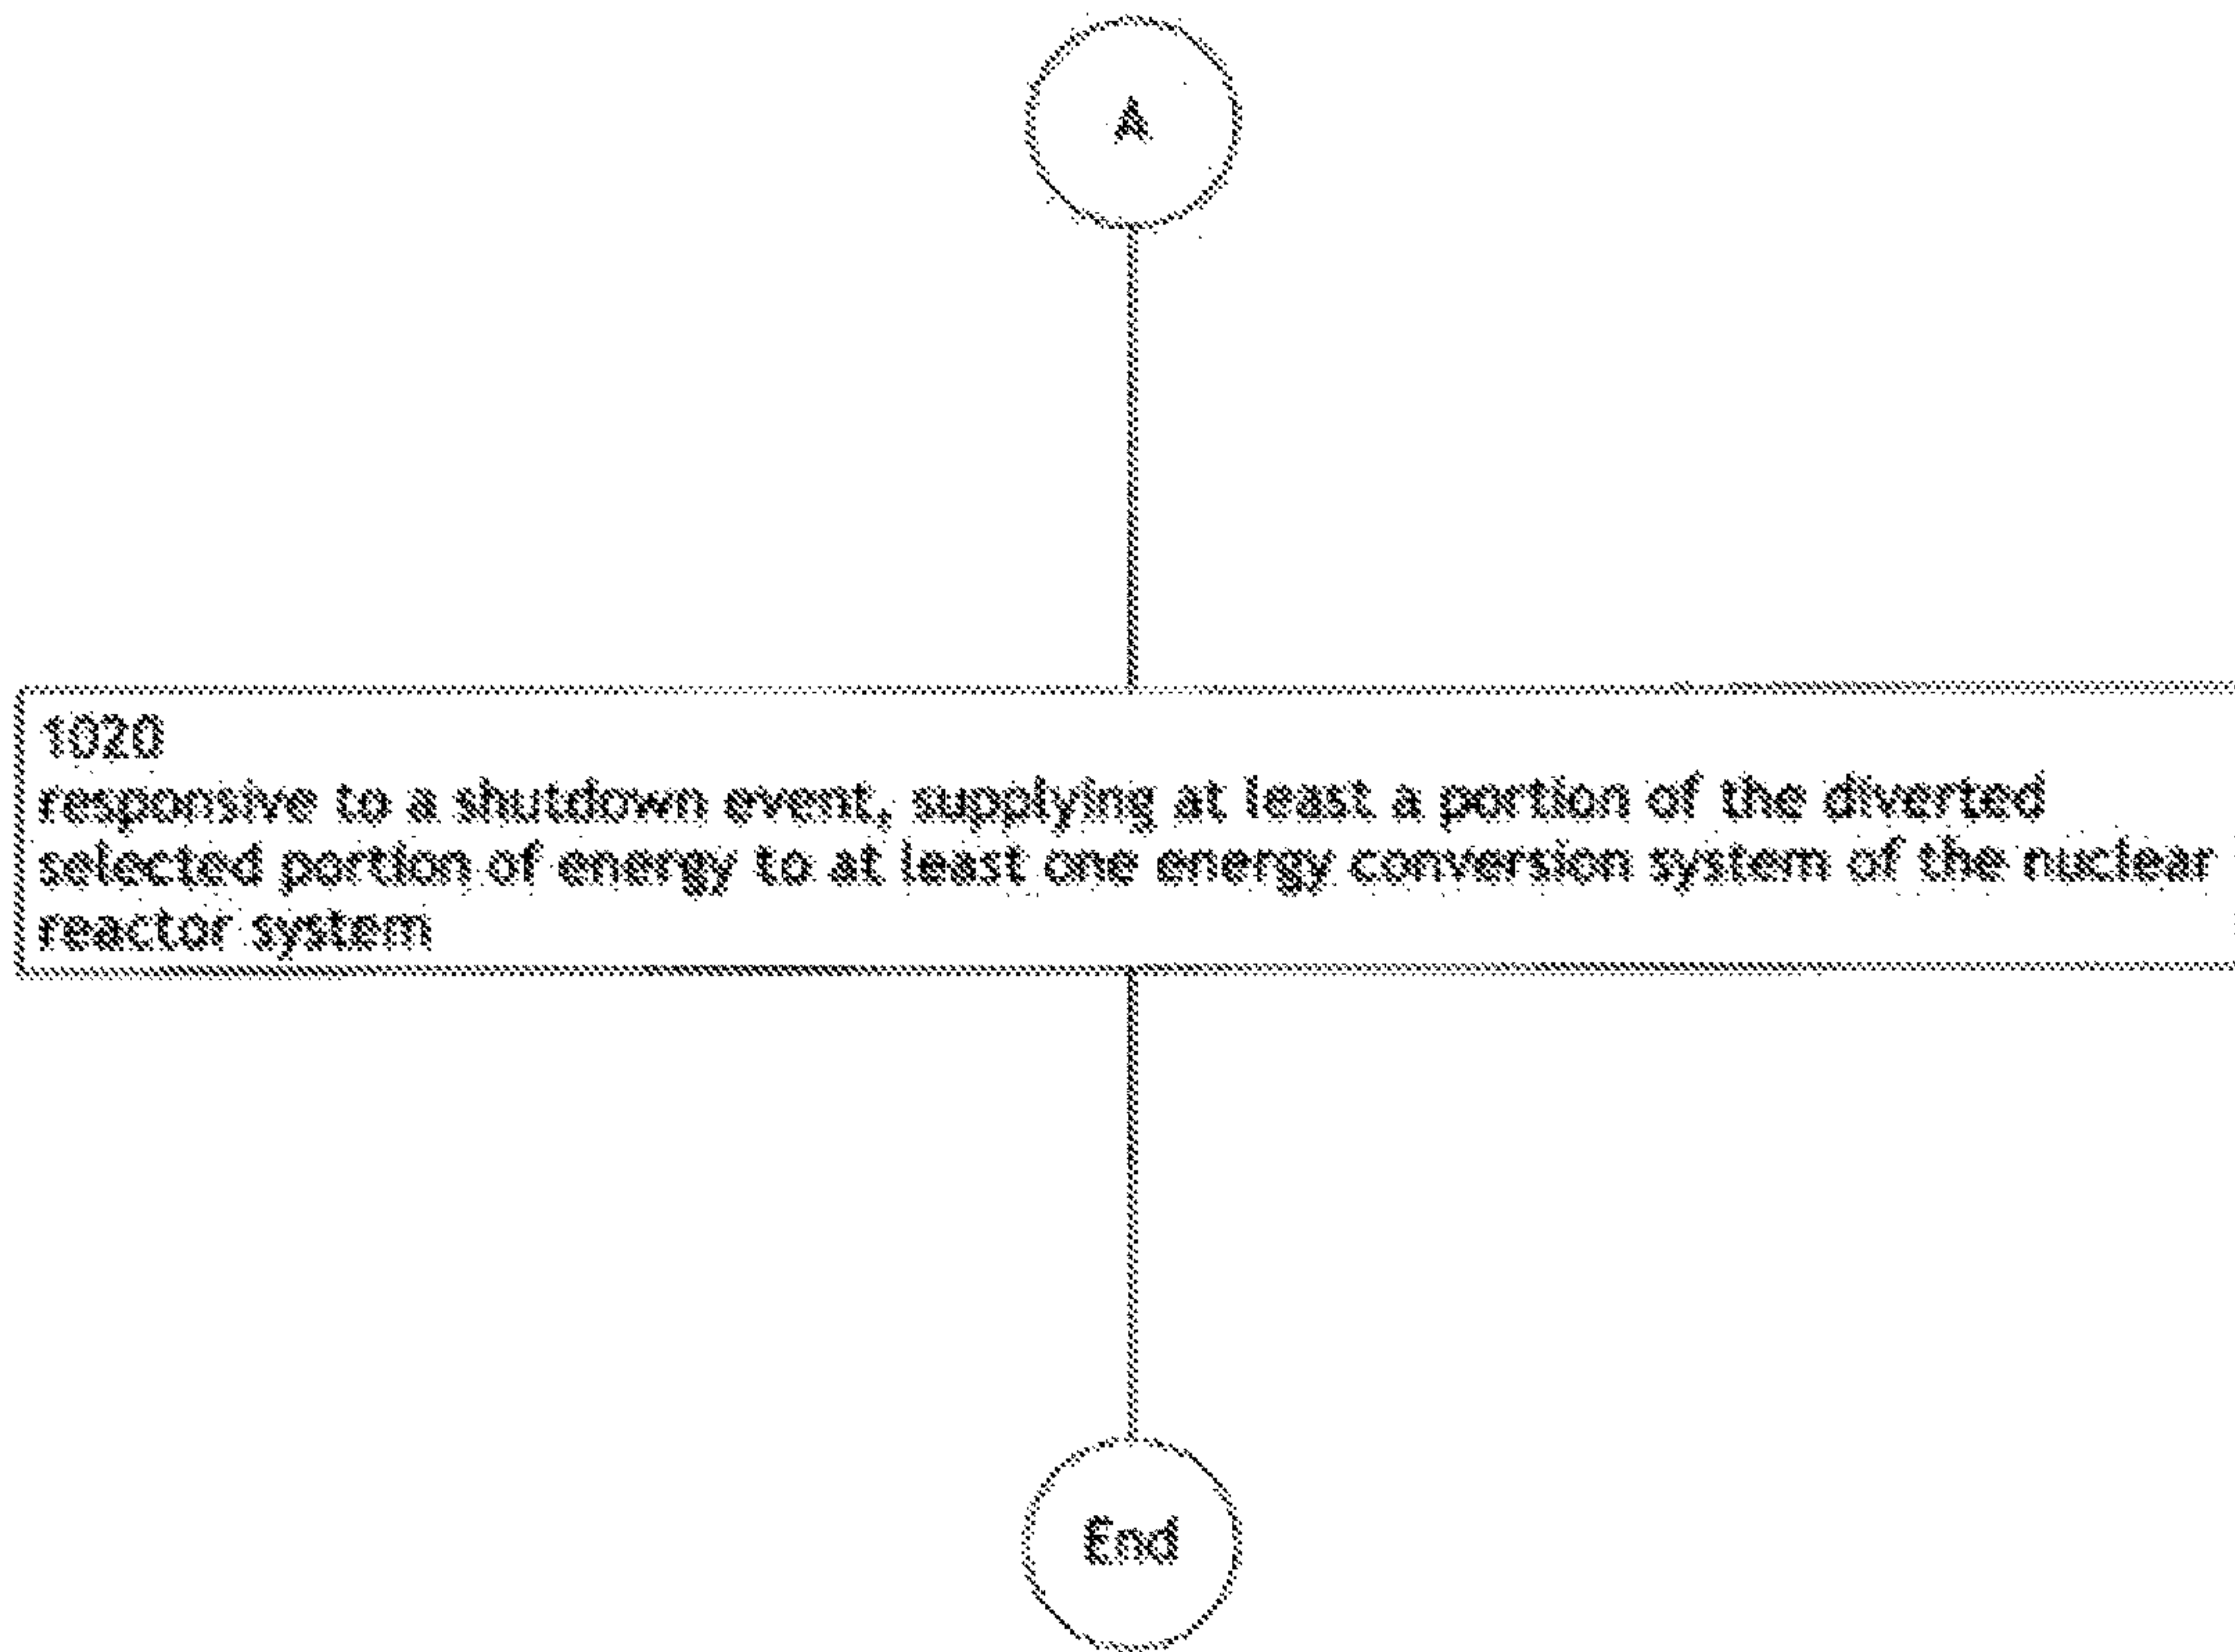 A
1020
responsive to a shutdown event, supplying at least a portion of the diverted
selected portion of energy to at least one energy conversion system of the nuclear
reactor system
End